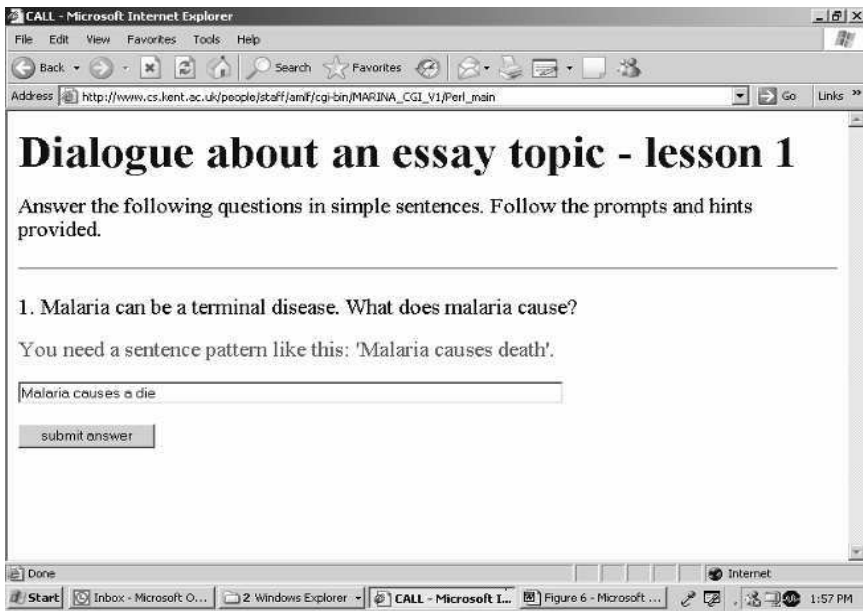 CALL - Microsoft Internet Explorer
File Edit View Favorites Tools Help
Back Search Favorites
Address http://www.cs.kent.ac.uk/people/staff/amlf/cgi-bin/MARINA_CGI_V1/Perl_main Go Links »
Dialogue about an essay topic - lesson 1
Answer the following questions in simple sentences. Follow the prompts and hints
provided.
1. Malaria can be a terminal disease. What does malaria cause?
You need a sentence pattern like this: 'Malaria causes death'.
Malaria causes a die
submit answer
Done Internet
Start Inbox - Microsoft O... 2 Windows Explorer CALL - Microsoft I... Figure 6 - Microsoft ... 1:57 PM